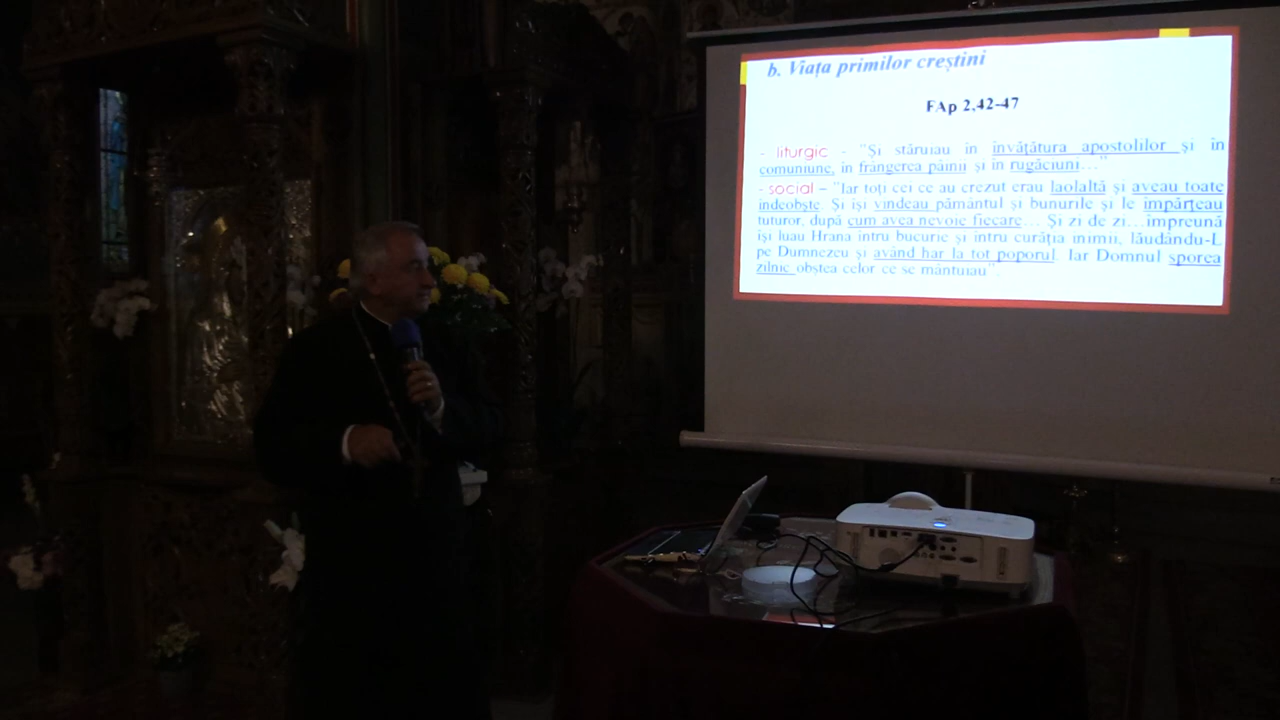 b. Viața primilor creștini
FAp 2,42-47
- liturgic - "Și stăruiau în învățătura apostolilor și în
comuniune, în frângerea pâinii și în rugăciuni…"
- social – "Iar toți cei ce au crezut erau laolaltă și aveau toate
îndeobște. Și își vindeau pământul și bunurile și le împărțeau
tuturor, după cum avea nevoie fiecare… Și zi de zi…împreună
își luau Hrana întru bucurie și întru curăția inimii, lăudându-L
pe Dumnezeu și având har la tot poporul. Iar Domnul sporea
zilnic obștea celor ce se mântuiau".